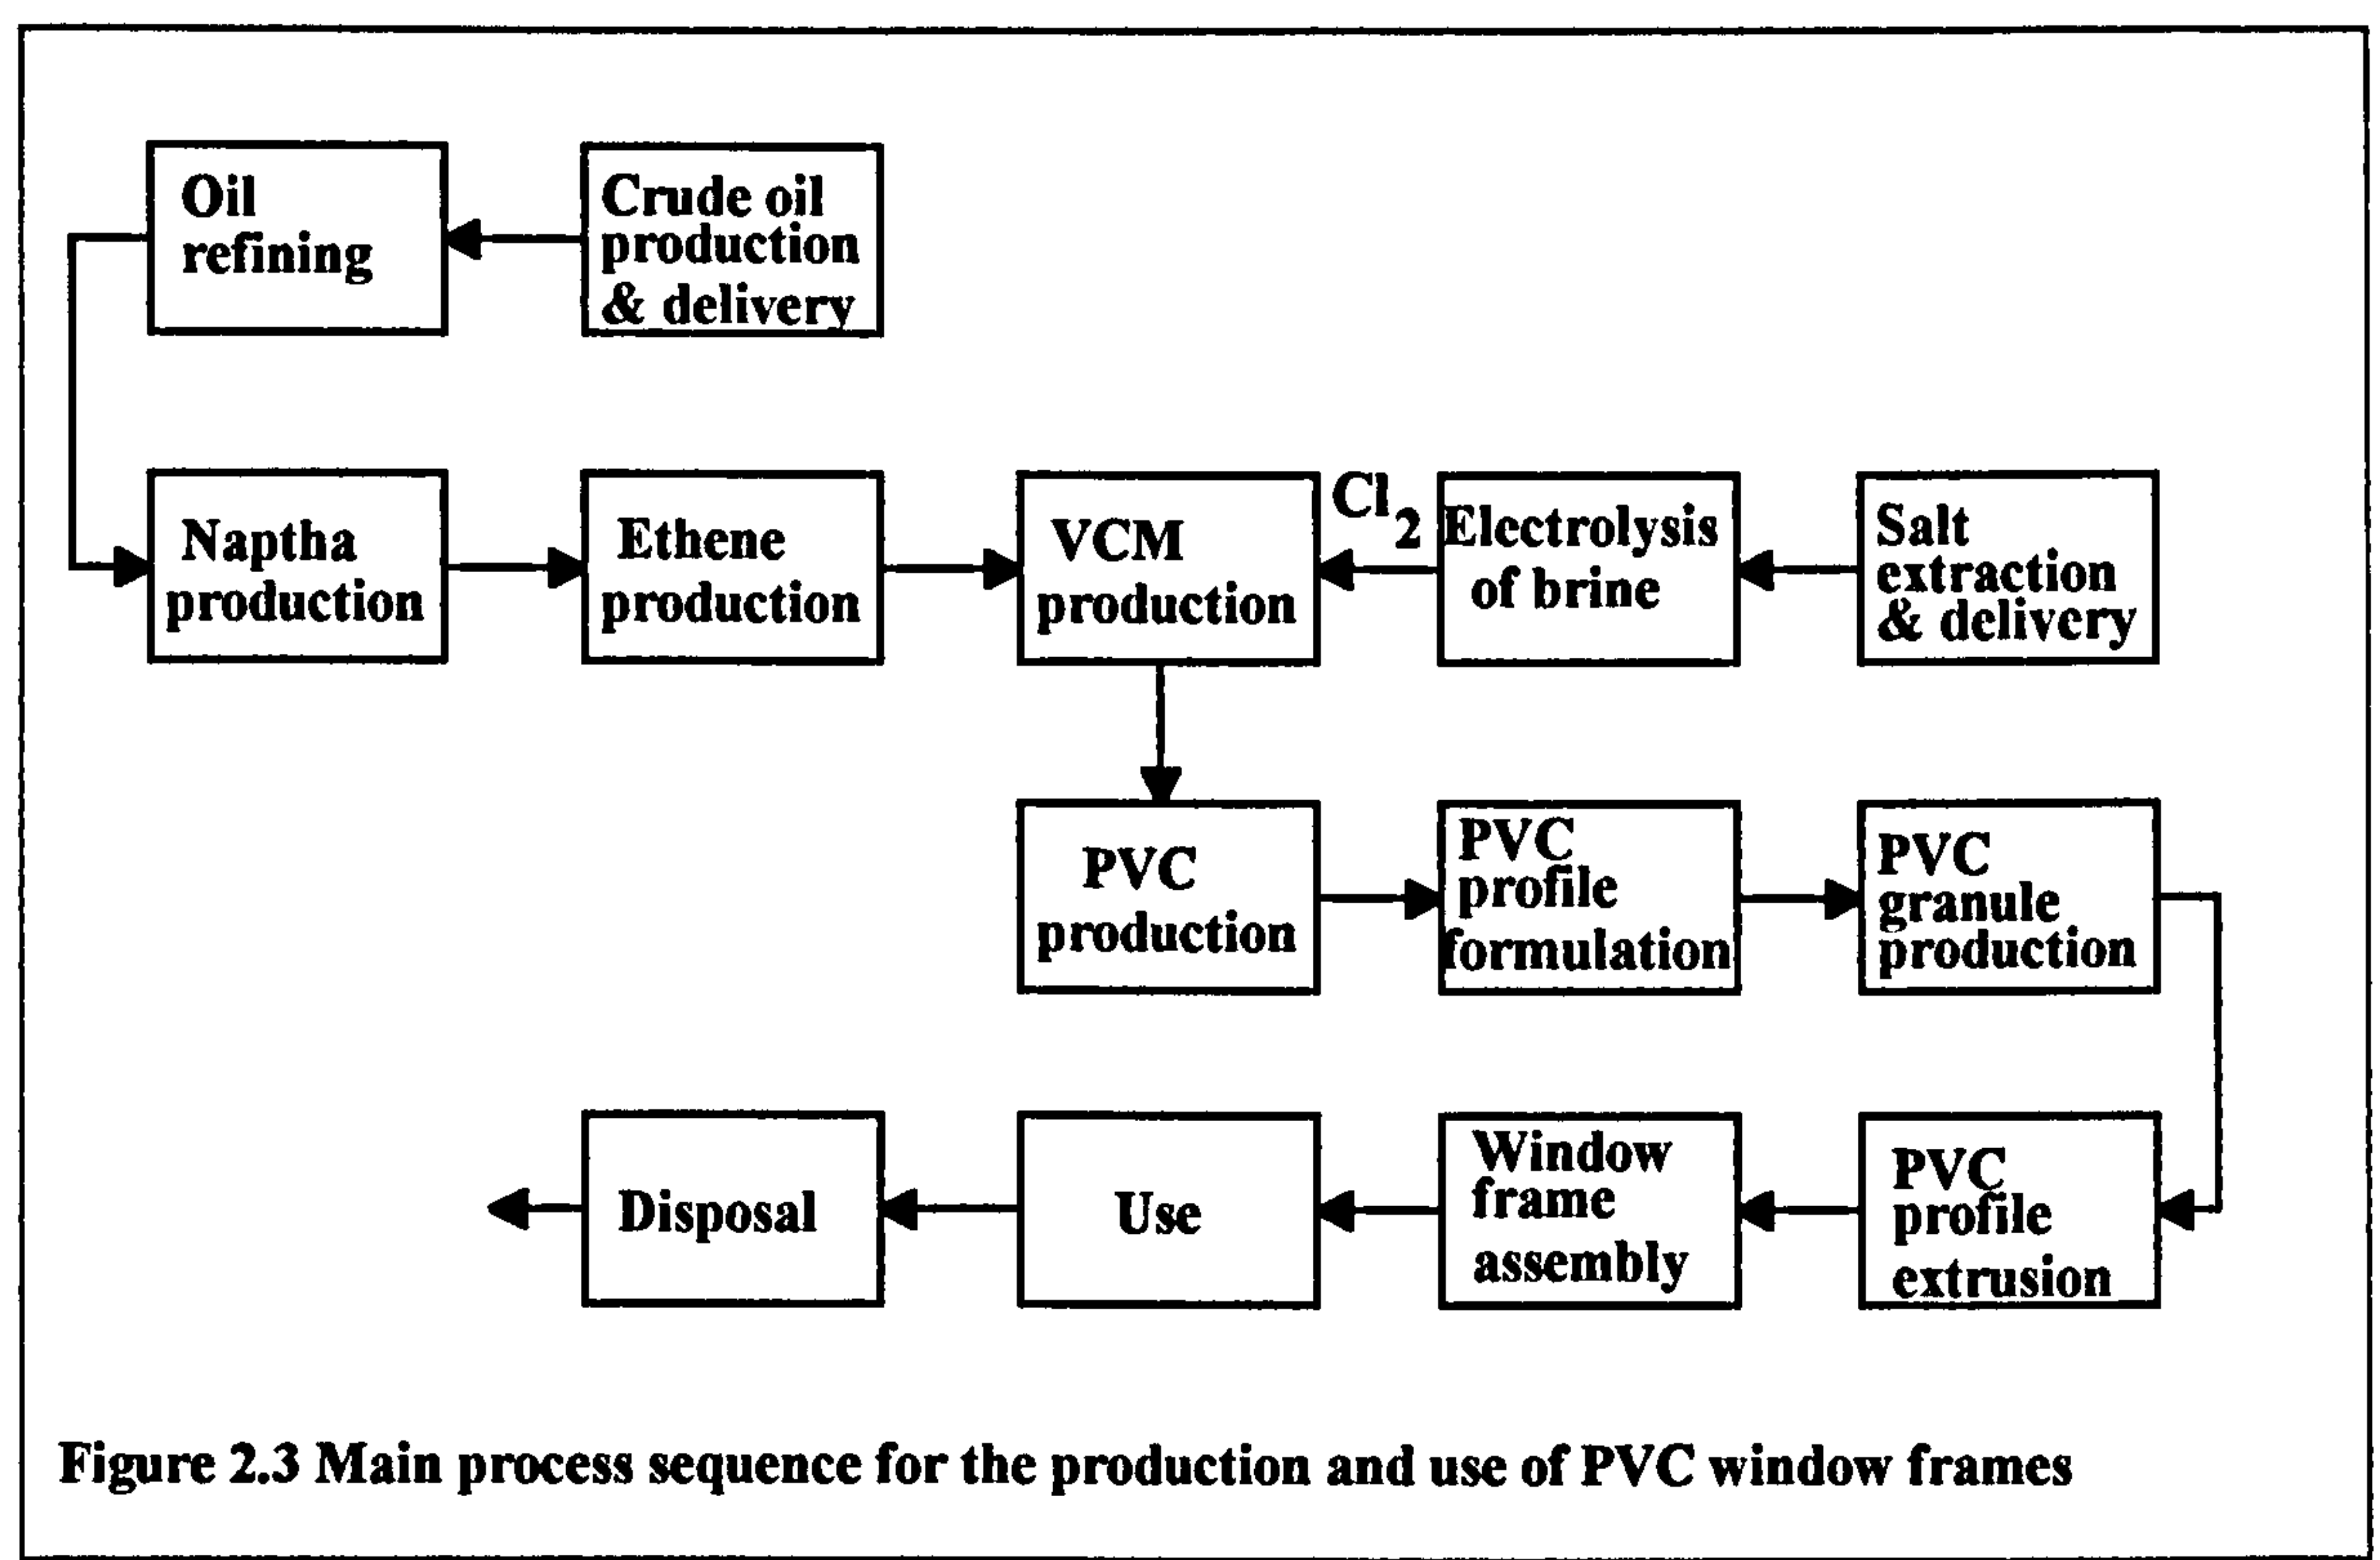 Oil
refining
Crude oil
production
& delivery
Naptha
production
Ethene
production
VCM
production
Cl2
Electrolysis
of brine
Salt
extraction
& delivery
PVC
production
PVC
profile
formulation
PVC
granule
production
Disposal
Use
Window
frame
assembly
PVC
profile
extrusion
Figure 2.3 Main process sequence for the production and use of PVC window frames